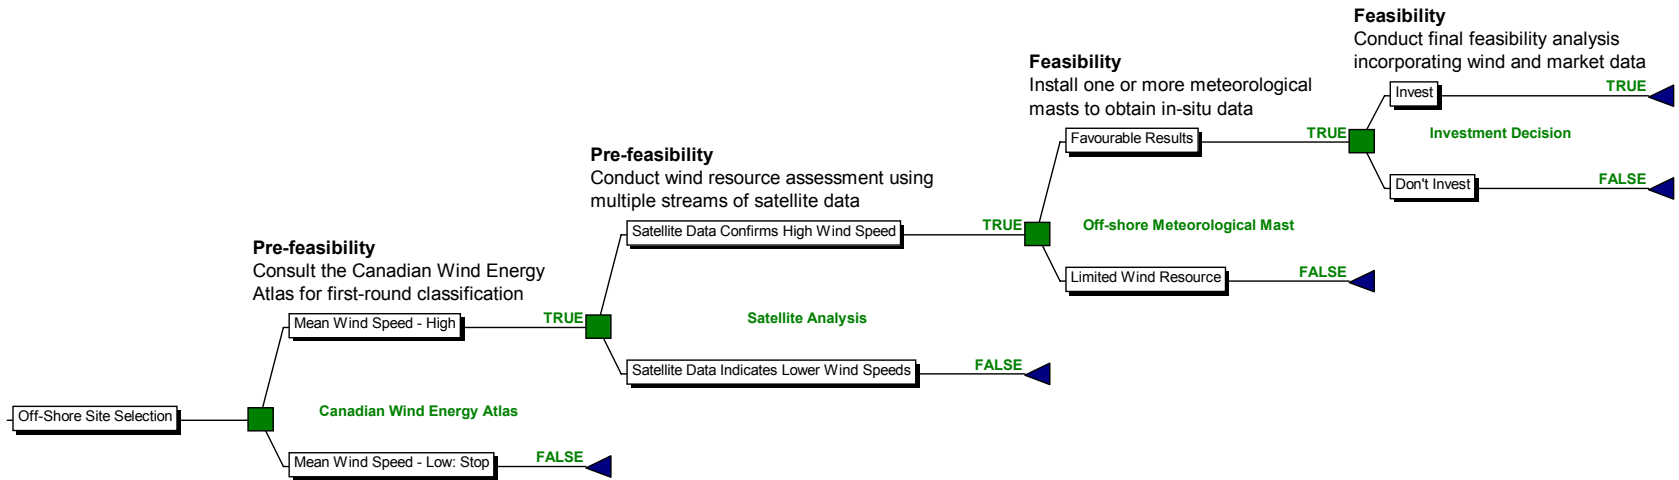 Feasibility
Conduct final feasibility analysis
incorporating wind and market data
Feasibility
Install one or more meteorological
masts to obtain in-situ data
TRUE
Invest
Favourable Results
TRUE
Investment Decision
Pre-feasibility
Conduct wind resource assessment using
multiple streams of satellite data
Don't Invest
FALSE
Satellite Data Confirms High Wind Speed
TRUE
Off-shore Meteorological Mast
Pre-feasibility
Consult the Canadian Wind Energy
Atlas for first-round classification
Limited Wind Resource
FALSE
Mean Wind Speed - High
TRUE
Satellite Analysis
Satellite Data Indicates Lower Wind Speeds
FALSE
Off-Shore Site Selection
Canadian Wind Energy Atlas
Mean Wind Speed - Low: Stop
FALSE